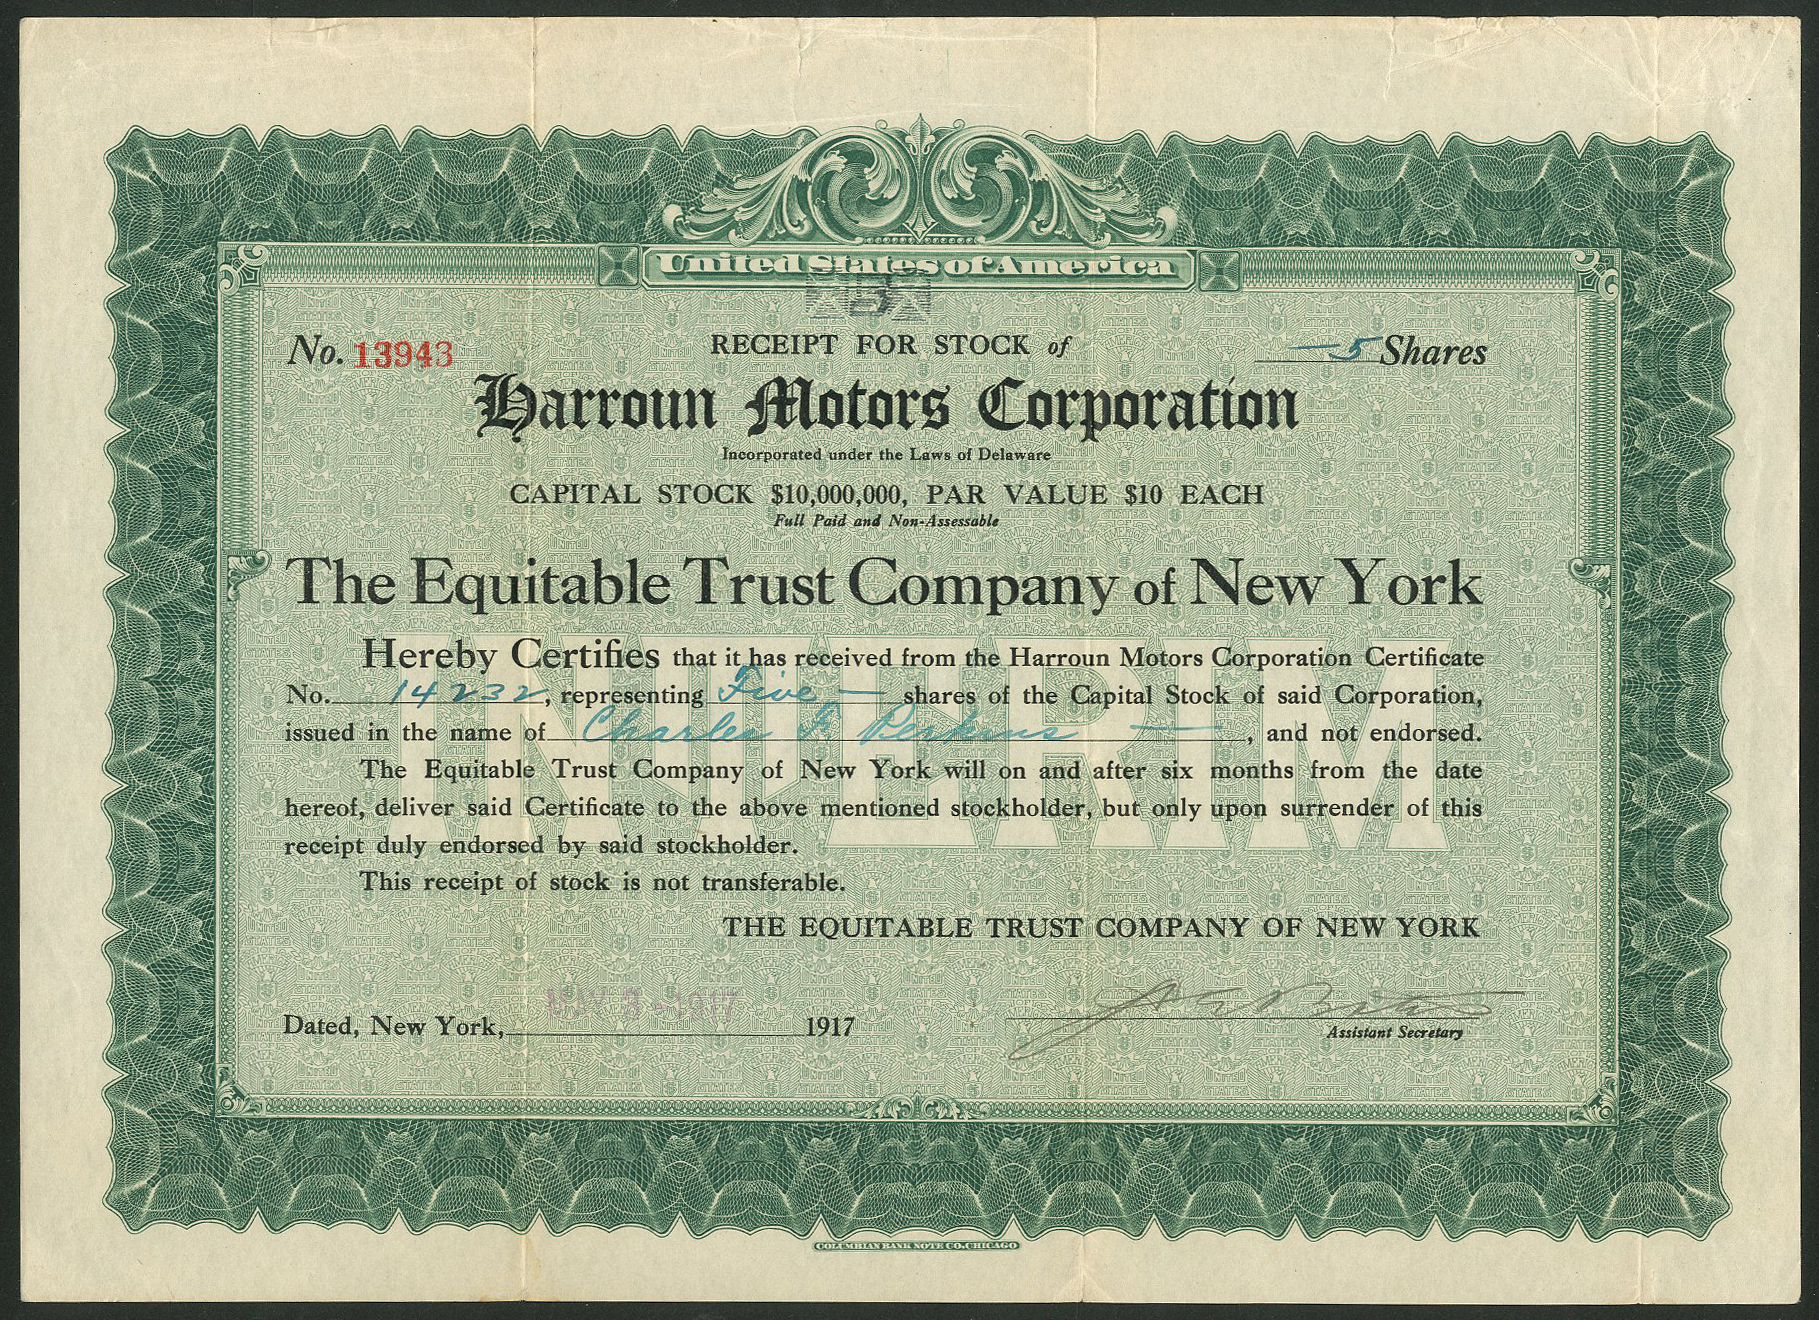 United States of America
5
No. 13943
RECEIPT FOR STOCK of
5 Shares
Harroun Motors Corporation
Incorporated under the Laws of Delaware
CAPITAL STOCK $10,000,000, PAR VALUE $10 EACH
Full Paid and Non-Assessable
The Equitable Trust Company of New York
INTERIM
Hereby Certifies that it has received from the Harroun Motors Corporation Certificate
No. 14232, representing Five — shares of the Capital Stock of said Corporation,
issued in the name of Charles Perkins —, and not endorsed.
The Equitable Trust Company of New York will on and after six months from the date
hereof, deliver said Certificate to the above mentioned stockholder, but only upon surrender of this
receipt duly endorsed by said stockholder.
This receipt of stock is not transferable.
THE EQUITABLE TRUST COMPANY OF NEW YORK
MAY 3 - 1917
Dated, New York, 1917
Assistant Secretary
COLUMBIAN BANK NOTE CO. CHICAGO